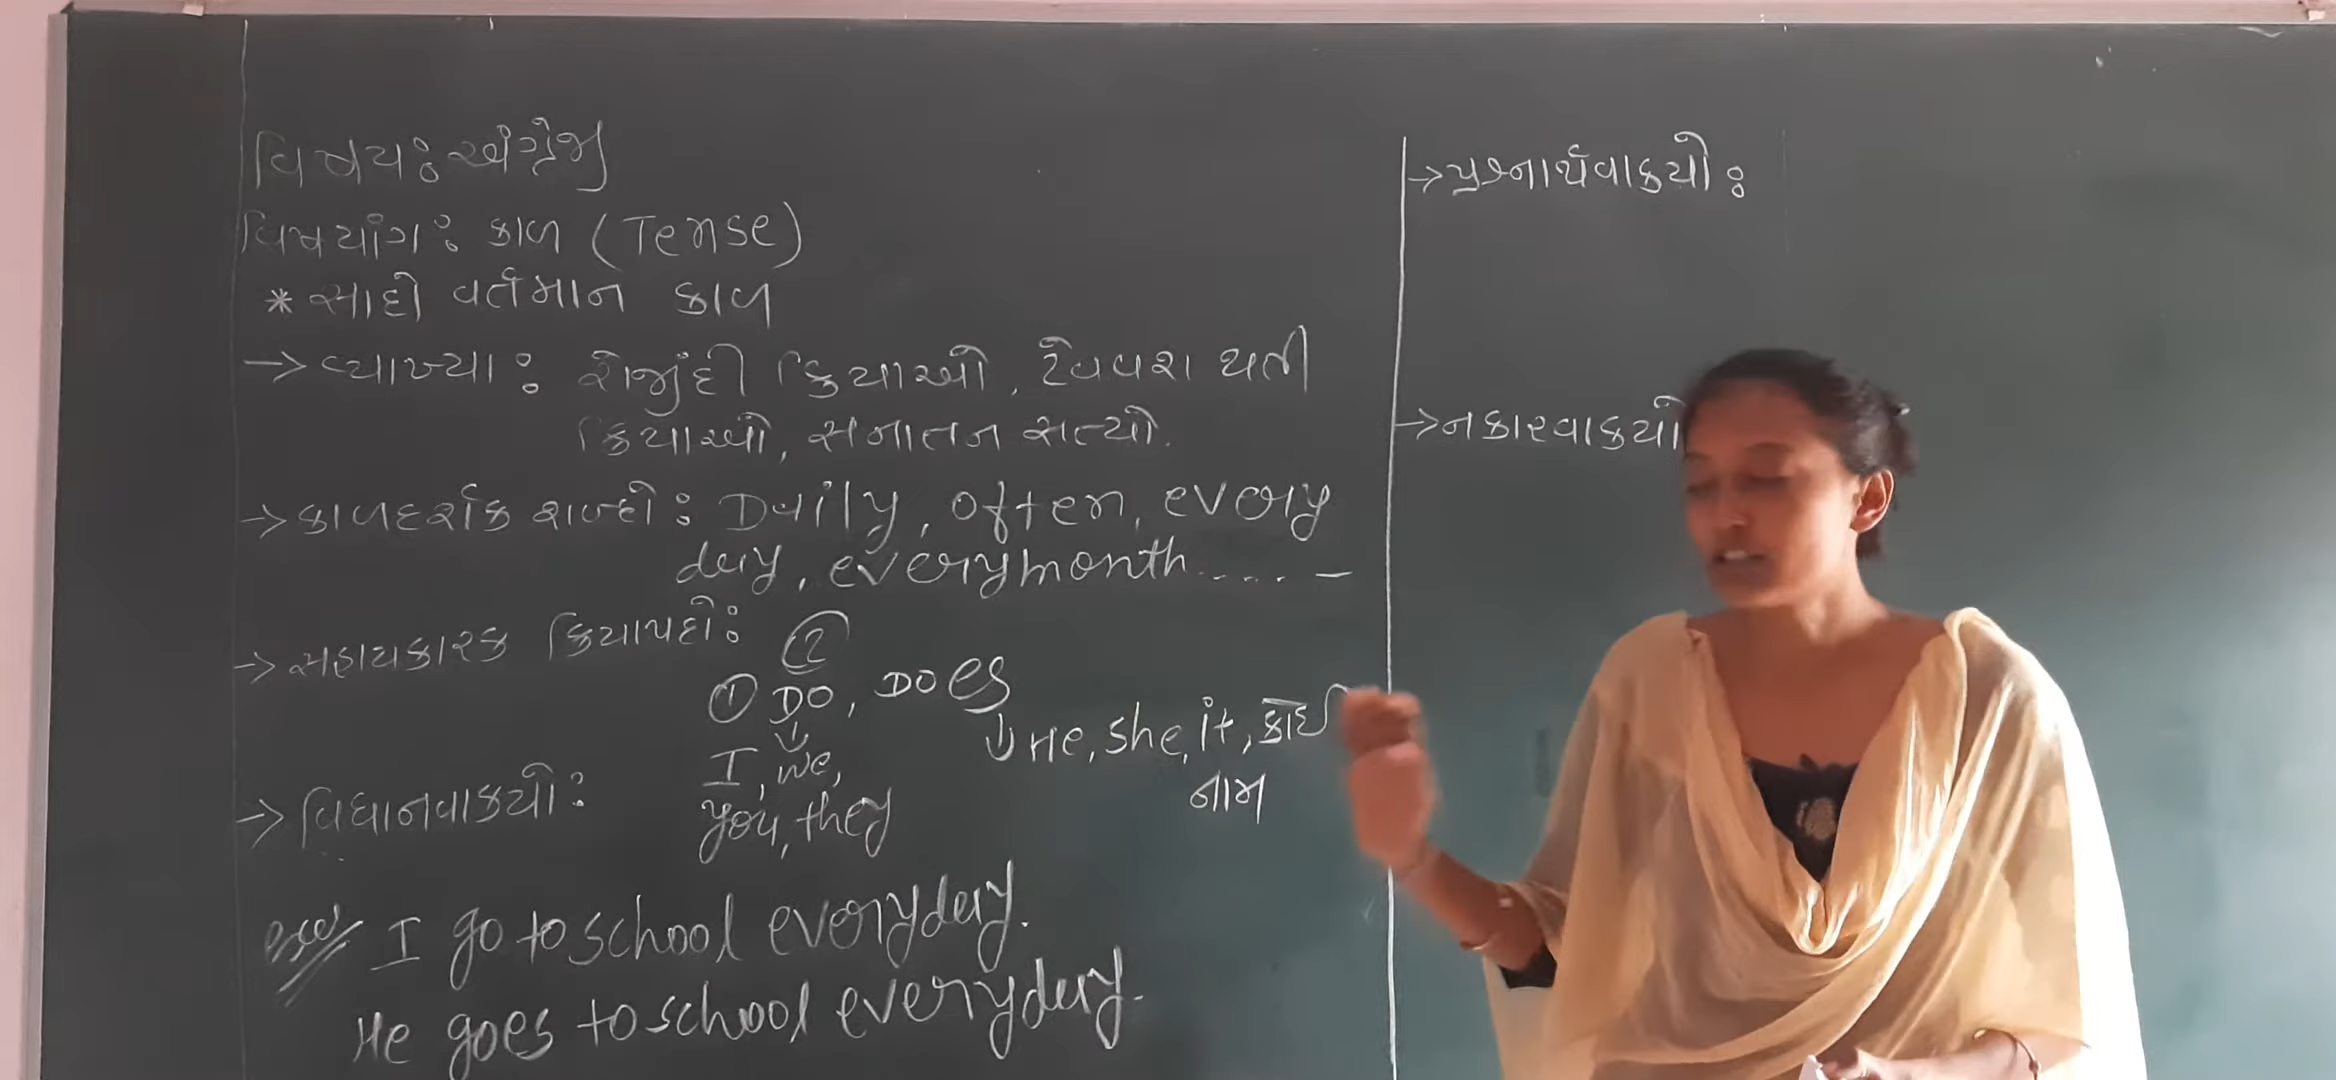 વિષય: અંગ્રેજી
વિષયાંગ: કાળ (Tense)
* સાદો વર્તમાન કાળ
→ વ્યાખ્યા: રોજીંદી ક્રિયાઓ, ટેવવશ થતી
ક્રિયાઓ, સનાતન સત્યો.
→ કાળદર્શક શબ્દો: Daily, often, every
day, everymonth..... –
→ સહાયકારક ક્રિયાપદો: ②
① DO, DOES
↓ He, she, it, કોઈ
↓
I, we,
નામ
you, they
→ વિધાનવાક્યો:
I go to school everyday.
He goes to school everyday.
→ પ્રશ્નાર્થવાક્યો:
→ નકારવાક્યો